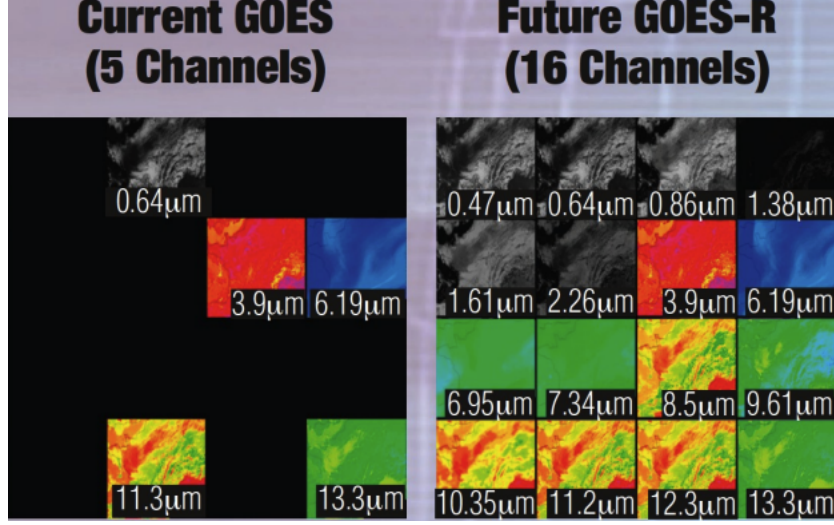 Current GOES
(5 Channels)
0.64μm
3.9μm 6.19μm
11.3μm 13.3μm
Future GOES-R
(16 Channels)
0.47μm 0.64μm 0.86μm 1.38μm
1.61μm 2.26μm 3.9μm 6.19μm
6.95μm 7.34μm 8.5μm 9.61μm
10.35μm 11.2μm 12.3μm 13.3μm